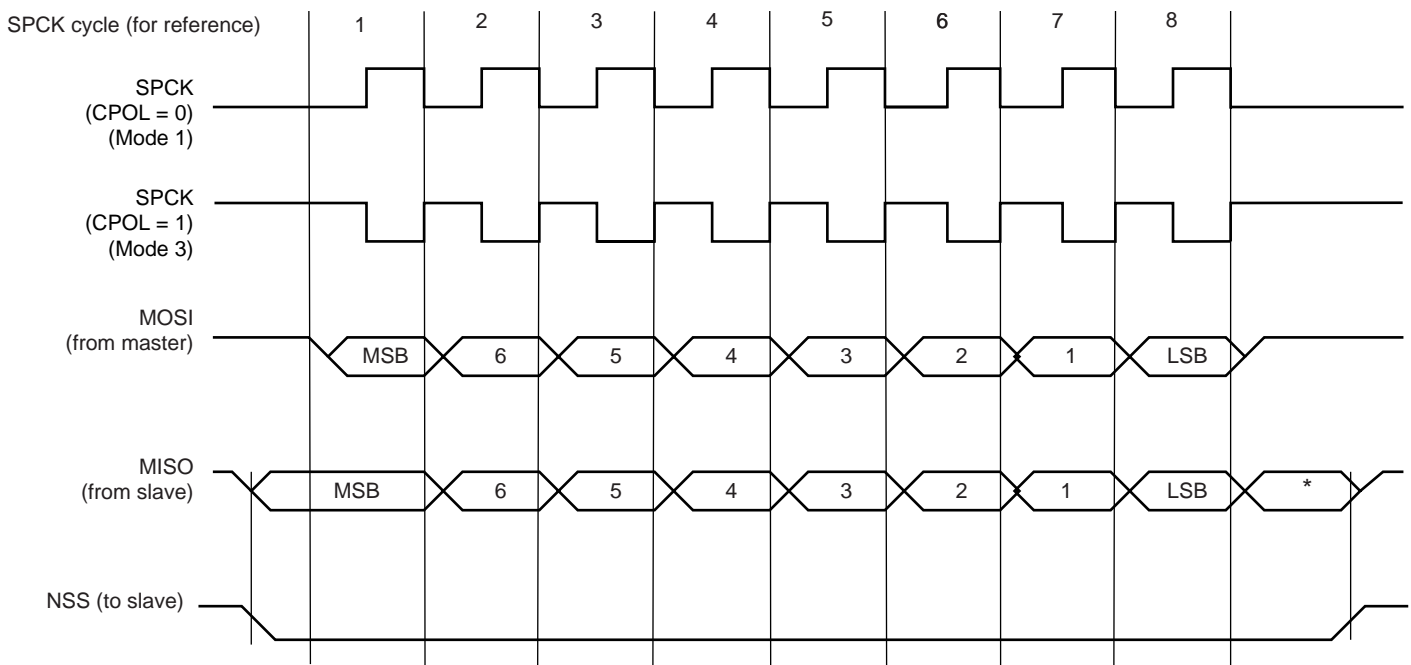 SPCK cycle (for reference) 1 2 3 4 5 6 7 8
SPCK
(CPOL = 0)
(Mode 1)
SPCK
(CPOL = 1)
(Mode 3)
MOSI
(from master)
MSB 6 5 4 3 2 1 LSB
MISO
(from slave)
MSB 6 5 4 3 2 1 LSB *
NSS (to slave)